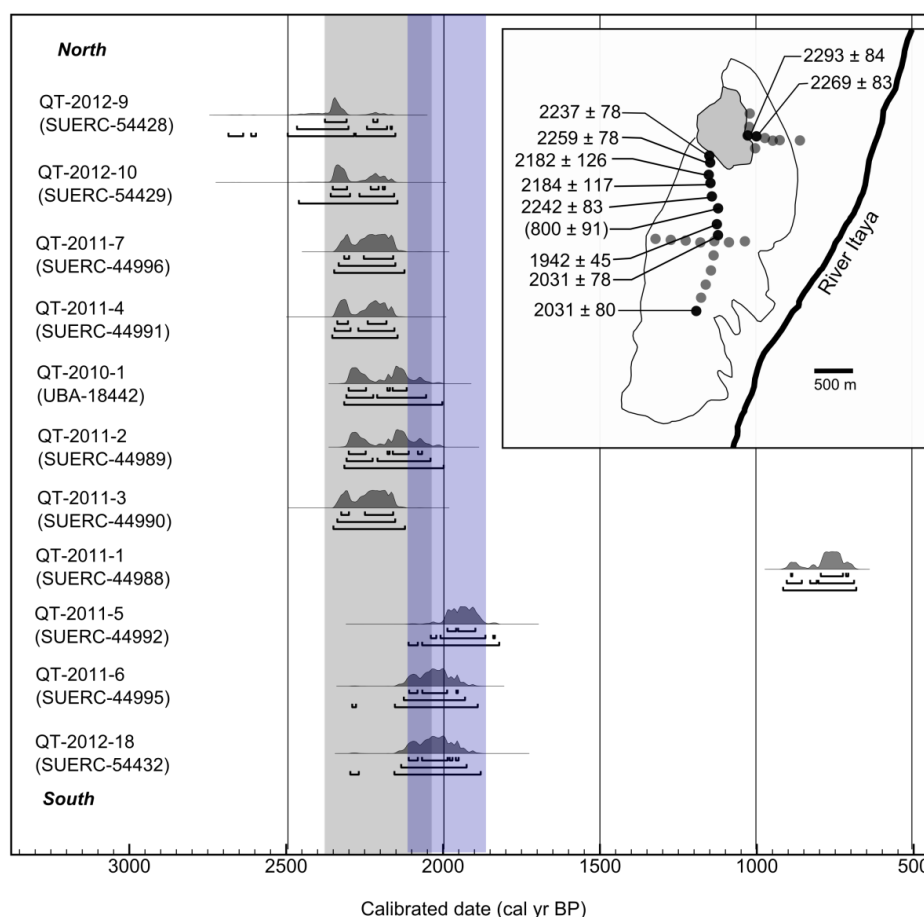 North
QT-2012-9
(SUERC-54428)
QT-2012-10
(SUERC-54429)
QT-2011-7
(SUERC-44996)
QT-2011-4
(SUERC-44991)
QT-2010-1
(UBA-18442)
QT-2011-2
(SUERC-44989)
QT-2011-3
(SUERC-44990)
QT-2011-1
(SUERC-44988)
QT-2011-5
(SUERC-44992)
QT-2011-6
(SUERC-44995)
QT-2012-18
(SUERC-54432)
South
2293 ± 84
2269 ± 83
2237 ± 78
2259 ± 78
2182 ± 126
2184 ± 117
2242 ± 83
(800 ± 91)
1942 ± 45
2031 ± 78
2031 ± 80
River Itaya
500 m
3000 2500 2000 1500 1000 500
Calibrated date (cal yr BP)